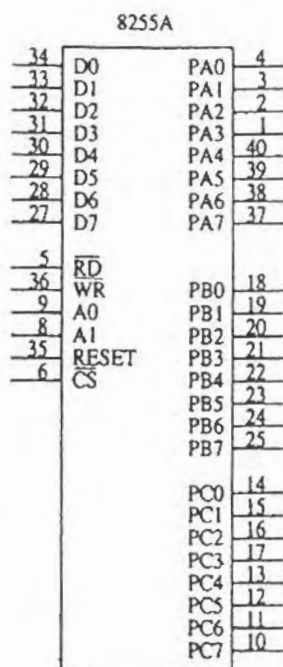 8255A
34 D0 PA0 4
33 D1 PA1 3
32 D2 PA2 2
31 D3 PA3 1
30 D4 PA4 40
29 D5 PA5 39
28 D6 PA6 38
27 D7 PA7 37
5 RD
36 WR PB0 18
9 A0 PB1 19
8 A1 PB2 20
35 RESET PB3 21
6 CS PB4 22
PB5 23
PB6 24
PB7 25
PC0 14
PC1 15
PC2 16
PC3 17
PC4 13
PC5 12
PC6 11
PC7 10